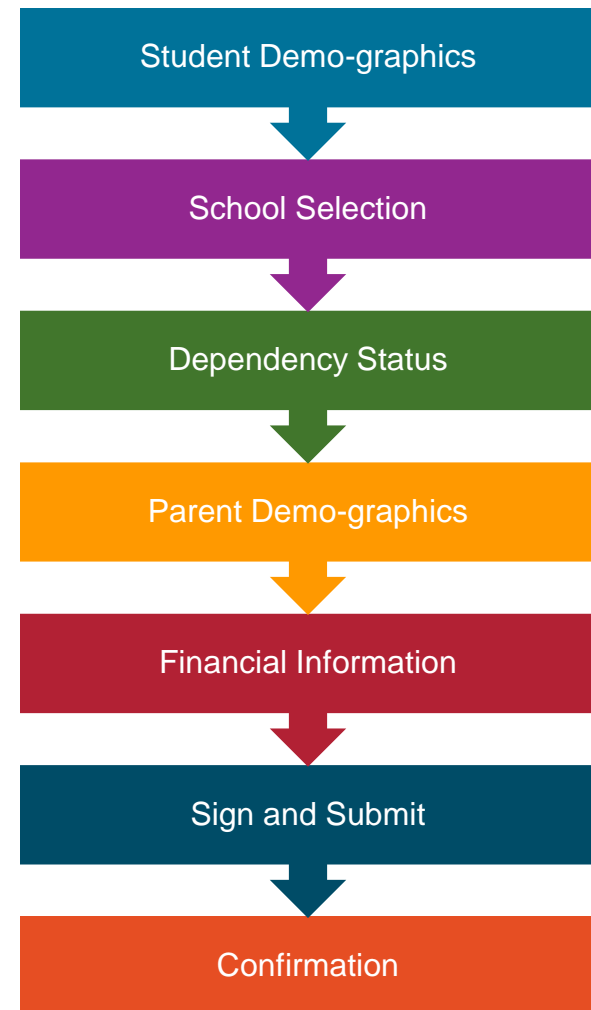 Student Demo-graphics
School Selection
Dependency Status
Parent Demo-graphics
Financial Information
Sign and Submit
Confirmation